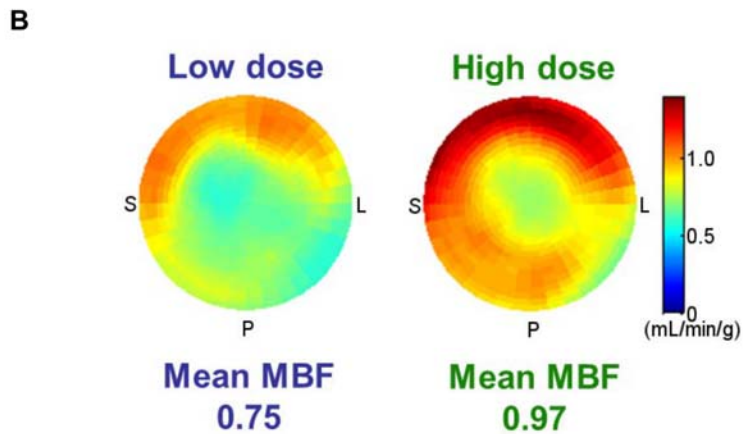 B
Low dose
High dose
S
L
P
S
L
P
1.0
0.5
0
(mL/min/g)
Mean MBF
0.75
Mean MBF
0.97